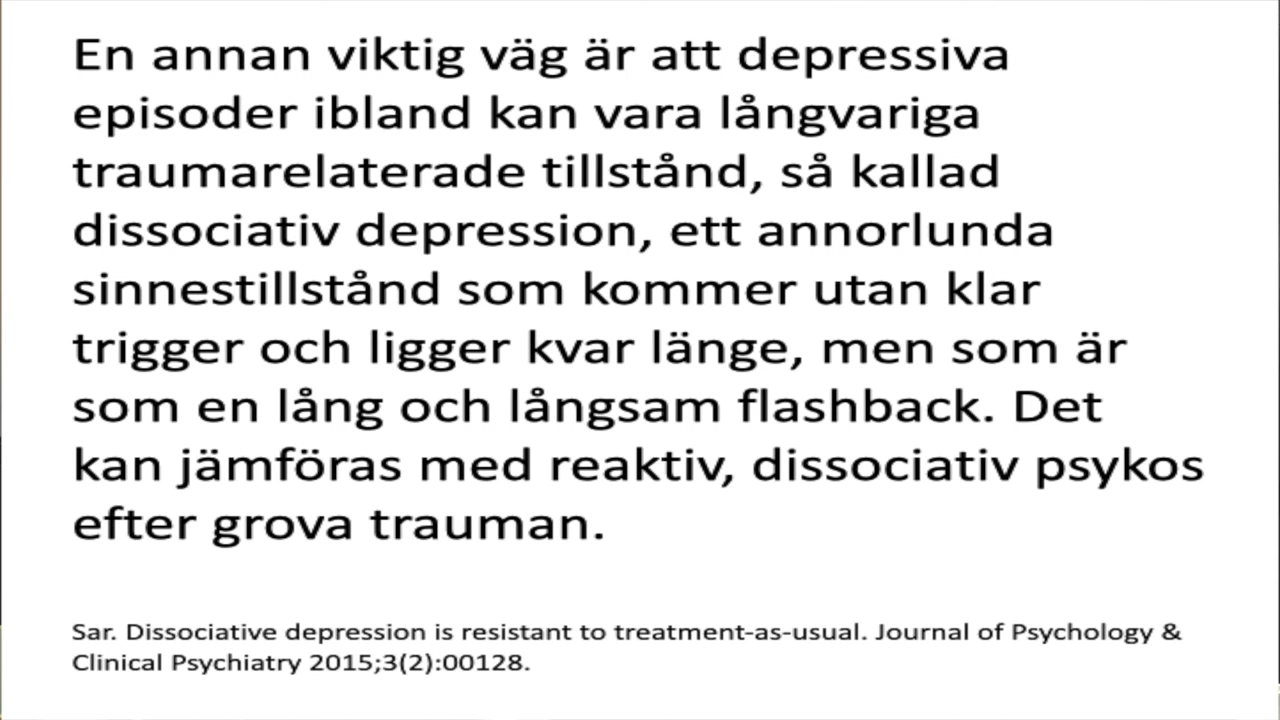 En annan viktig väg är att depressiva
episoder ibland kan vara långvariga
traumarelaterade tillstånd, så kallad
dissociativ depression, ett annorlunda
sinnestillstånd som kommer utan klar
trigger och ligger kvar länge, men som är
som en lång och långsam flashback. Det
kan jämföras med reaktiv, dissociativ psykos
efter grova trauman.
Sar. Dissociative depression is resistant to treatment-as-usual. Journal of Psychology &
Clinical Psychiatry 2015;3(2):00128.